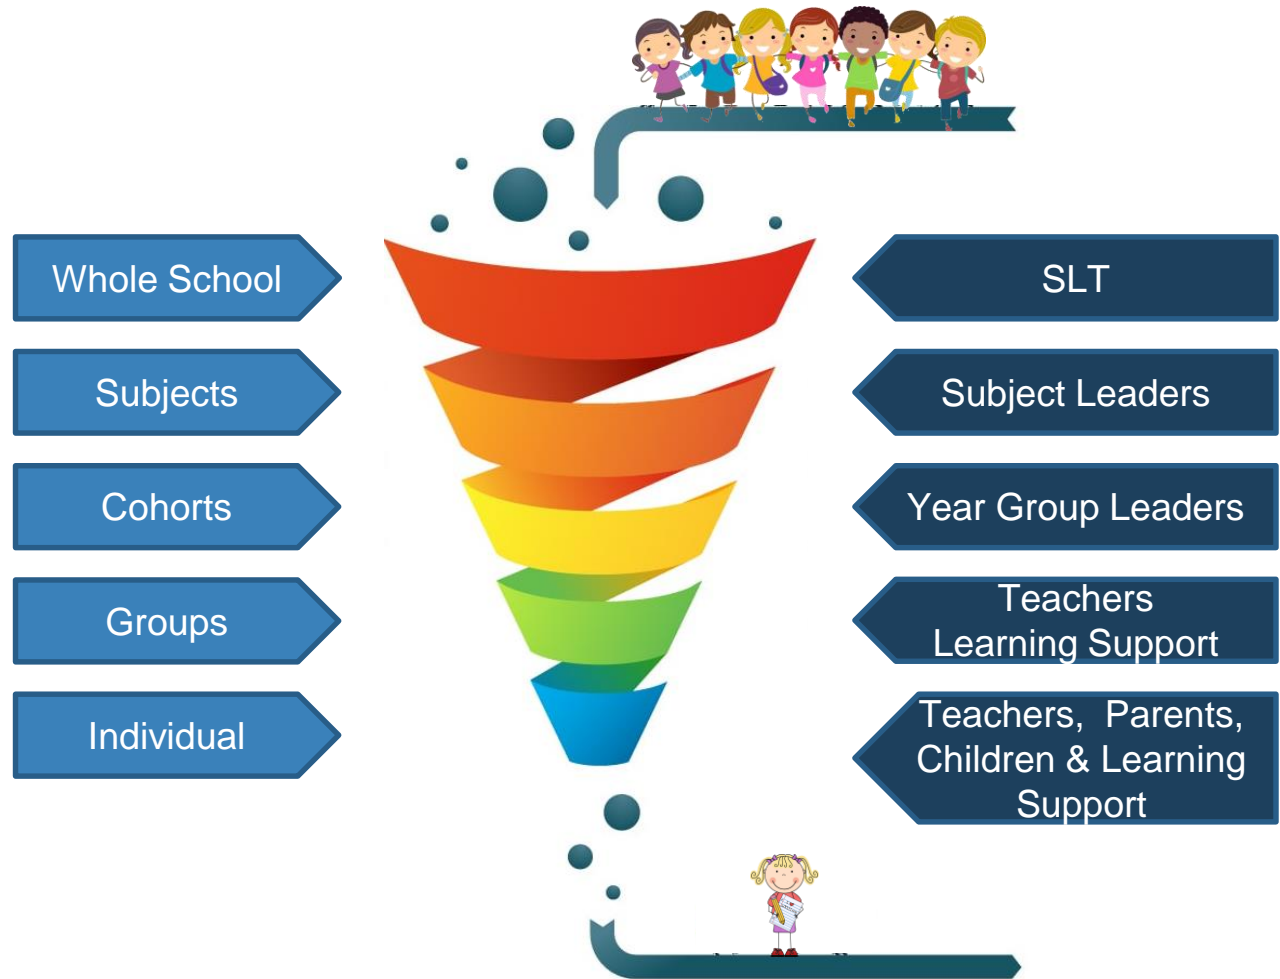 Whole School
SLT
Subjects
Subject Leaders
Cohorts
Year Group Leaders
Groups
Teachers
Learning Support
Individual
Teachers, Parents,
Children & Learning
Support